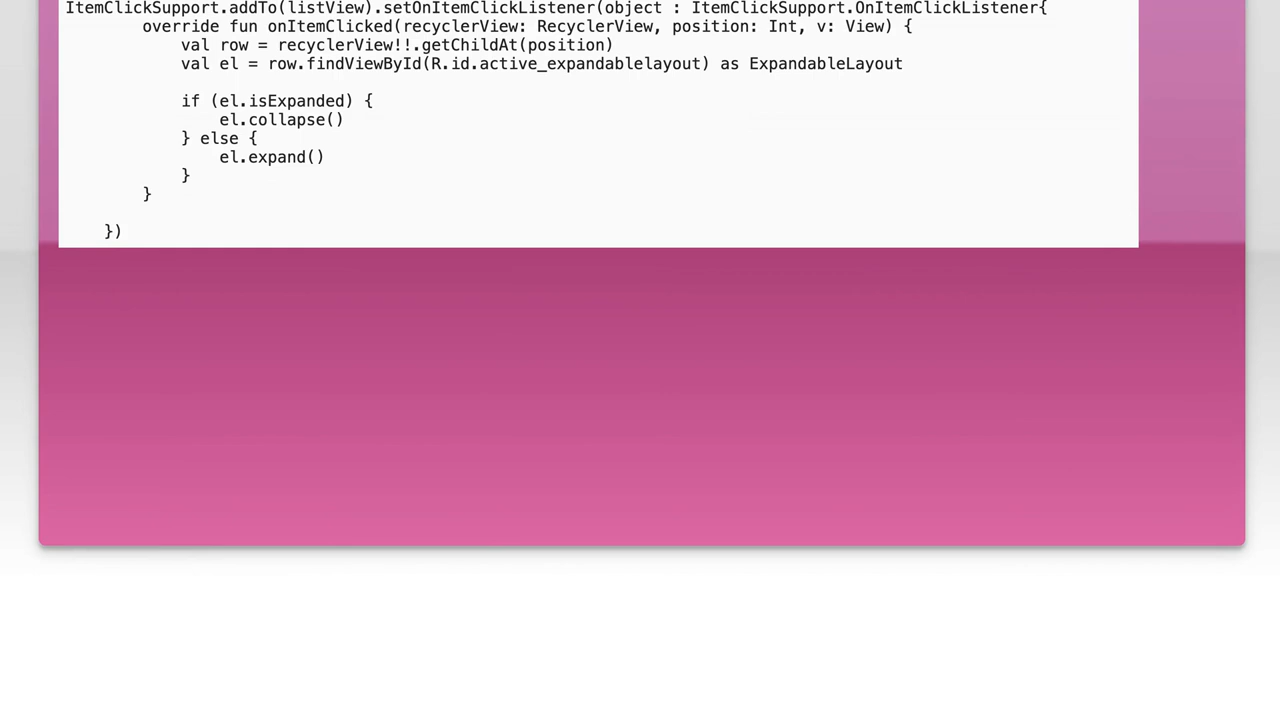 ItemClickSupport.addTo(listView).setOnItemClickListener(object : ItemClickSupport.OnItemClickListener{
override fun onItemClicked(recyclerView: RecyclerView, position: Int, v: View) {
val row = recyclerView!!.getChildAt(position)
val el = row.findViewById(R.id.active_expandablelayout) as ExpandableLayout
if (el.isExpanded) {
el.collapse()
} else {
el.expand()
}
}
})